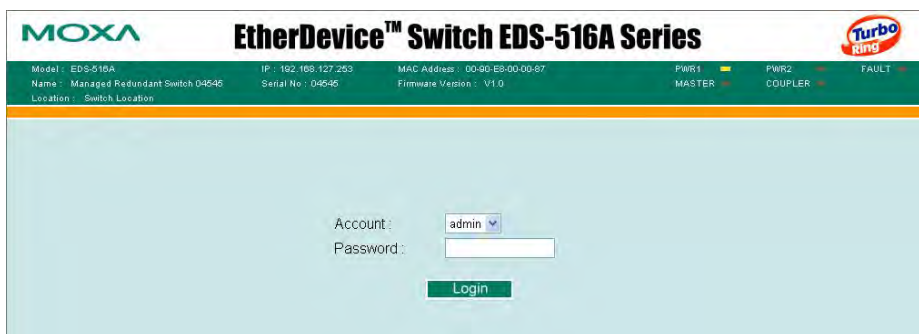 MOXA EtherDevice™ Switch EDS-516A Series Turbo Ring
Model : EDS-516A IP : 192.168.127.253 MAC Address : 00-90-E8-00-00-87 PWR1 PWR2 FAULT
Name : Managed Redundant Switch 04545 Serial No : 04545 Firmware Version : V1.0 MASTER COUPLER
Location : Switch Location
Account : admin
Password :
Login